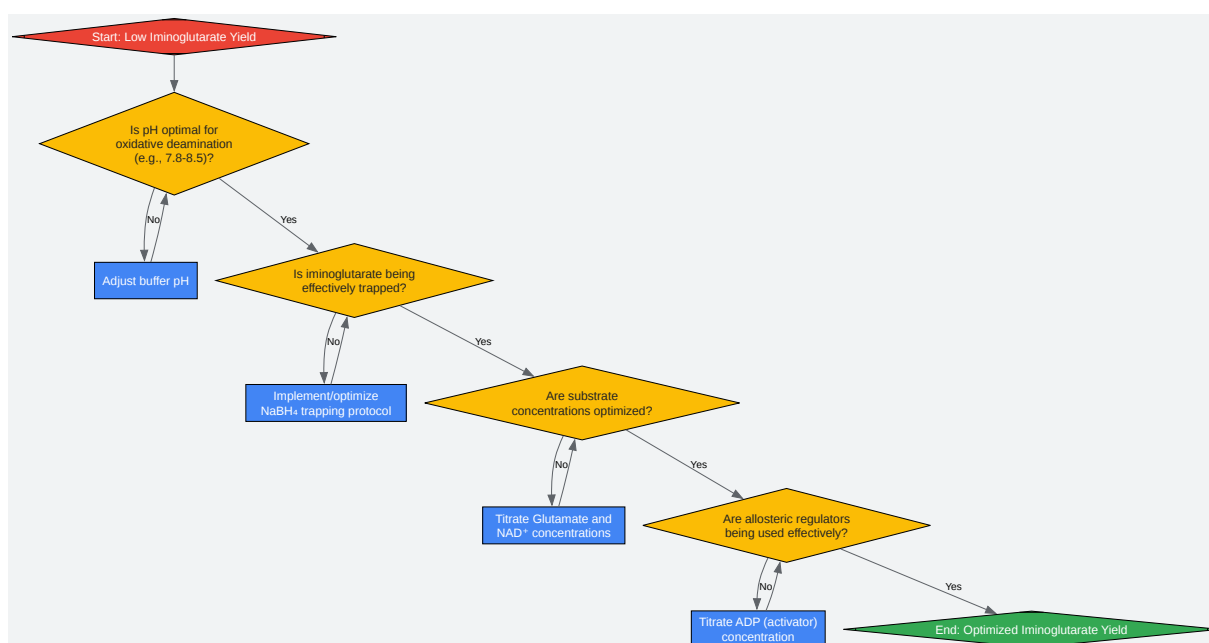 Start: Low Iminoglutarate Yield
Is pH optimal for
oxidative deamination
(e.g., 7.8-8.5)?
No
Yes
Adjust buffer pH
Is iminoglutarate being
effectively trapped?
No
Yes
Implement/optimize
NaBH₄ trapping protocol
Are substrate
concentrations optimized?
No
Yes
Titrate Glutamate and
NAD⁺ concentrations
Are allosteric regulators
being used effectively?
No
Yes
Titrate ADP (activator)
concentration
End: Optimized Iminoglutarate Yield